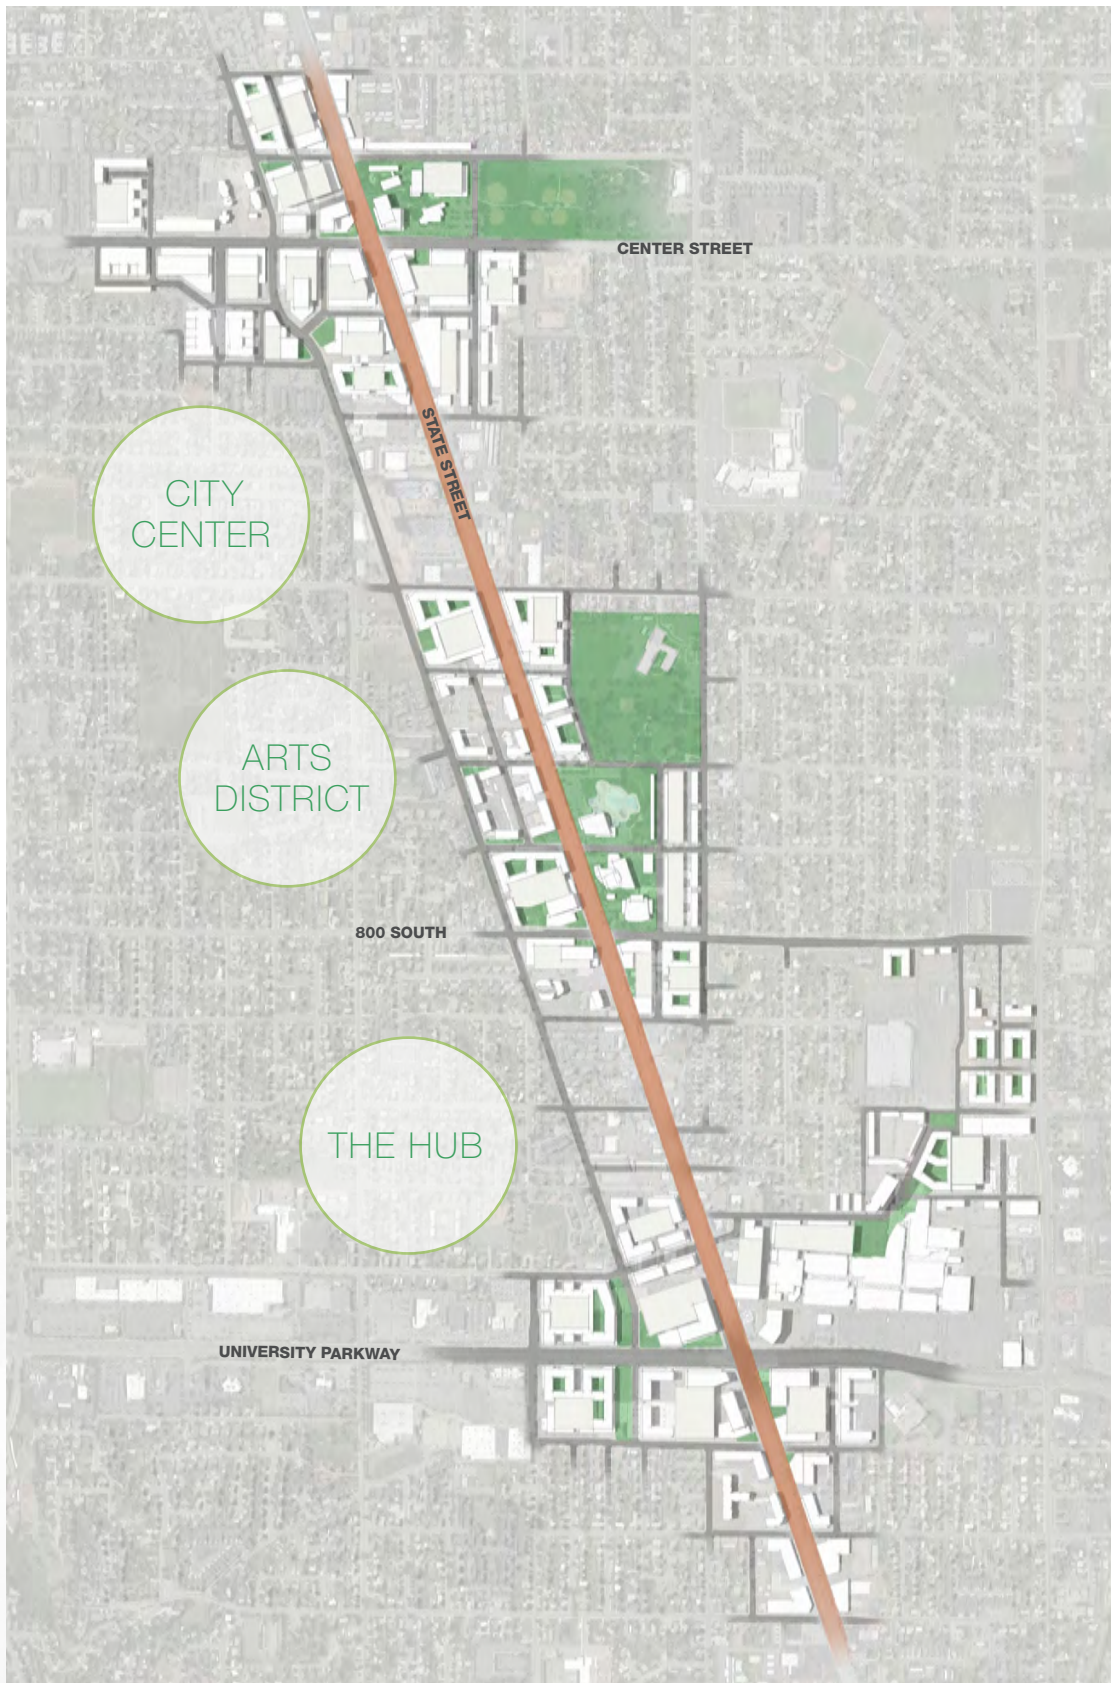 CENTER STREET
STATE STREET
CITY
CENTER
ARTS
DISTRICT
800 SOUTH
THE HUB
UNIVERSITY PARKWAY